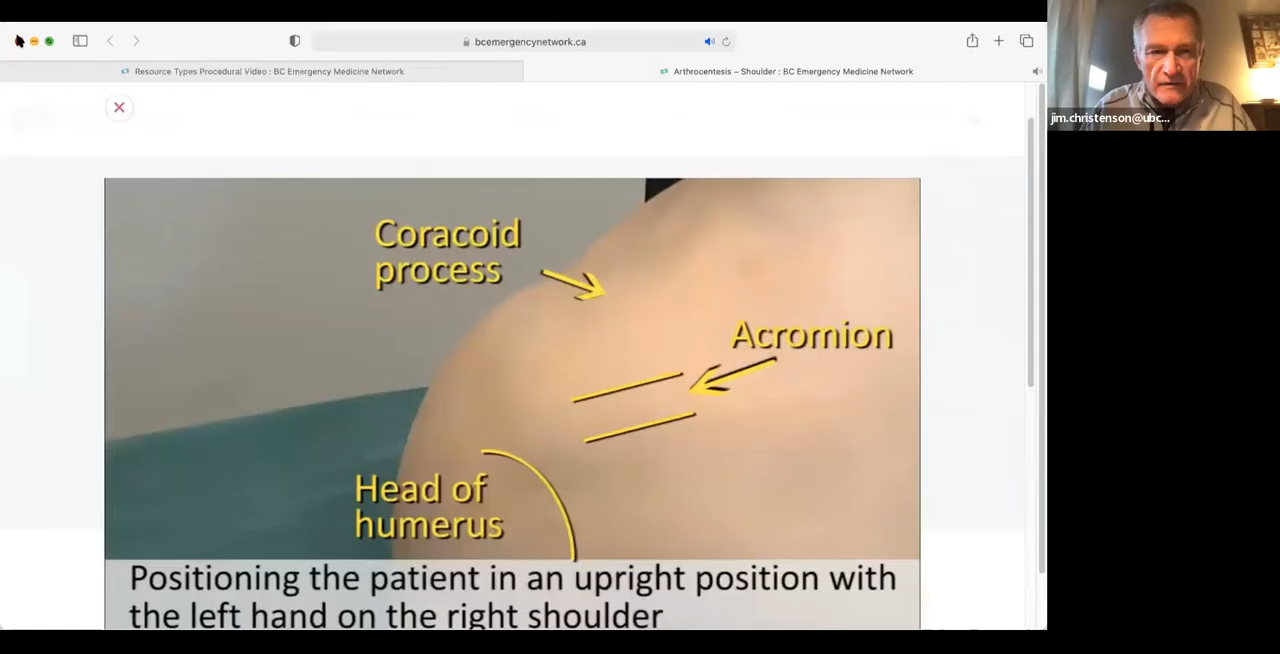 bcemergencynetwork.ca
Resource Types Procedural Video : BC Emergency Medicine Network
Arthrocentesis – Shoulder : BC Emergency Medicine Network
jim.christenson@ubc...
Coracoid
process
Acromion
Head of
humerus
Positioning the patient in an upright position with
the left hand on the right shoulder